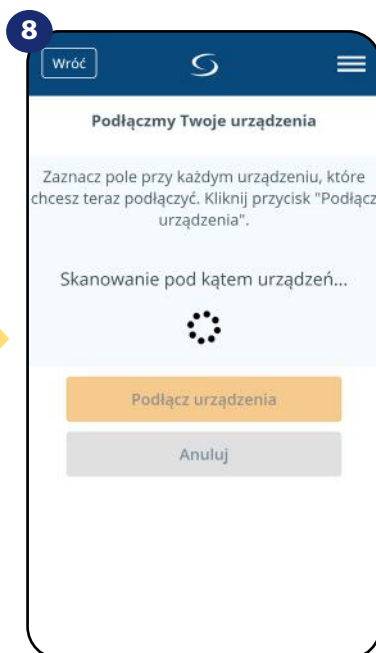 8
Wróć
Podłączmy Twoje urządzenia
Zaznacz pole przy każdym urządzeniu, które
chcesz teraz podłączyć. Kliknij przycisk "Podłącz
urządzenia".
Skanowanie pod kątem urządzeń...
Podłącz urządzenia
Anuluj